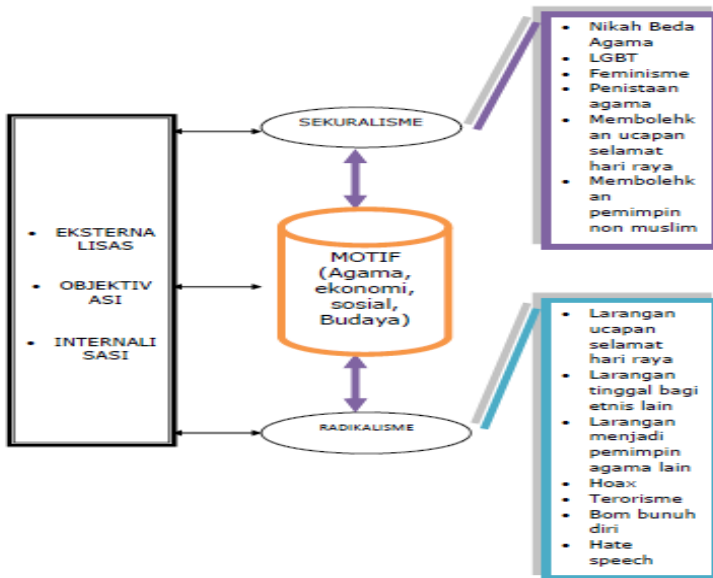 • EKSTERNA
LISAS
• OBJEKTIV
ASI
• INTERNALI
SASI
SEKURALISME
MOTIF
(Agama,
ekonomi,
sosial,
Budaya)
RADIKALISME
• Nikah Beda
Agama
• LGBT
• Feminisme
• Penistaan
agama
• Membolehk
an ucapan
selamat
hari raya
• Membolehk
an
pemimpin
non muslim
• Larangan
ucapan
selamat
hari raya
• Larangan
tinggal bagi
etnis lain
• Larangan
menjadi
pemimpin
agama lain
• Hoax
• Terorisme
• Bom bunuh
diri
• Hate
speech